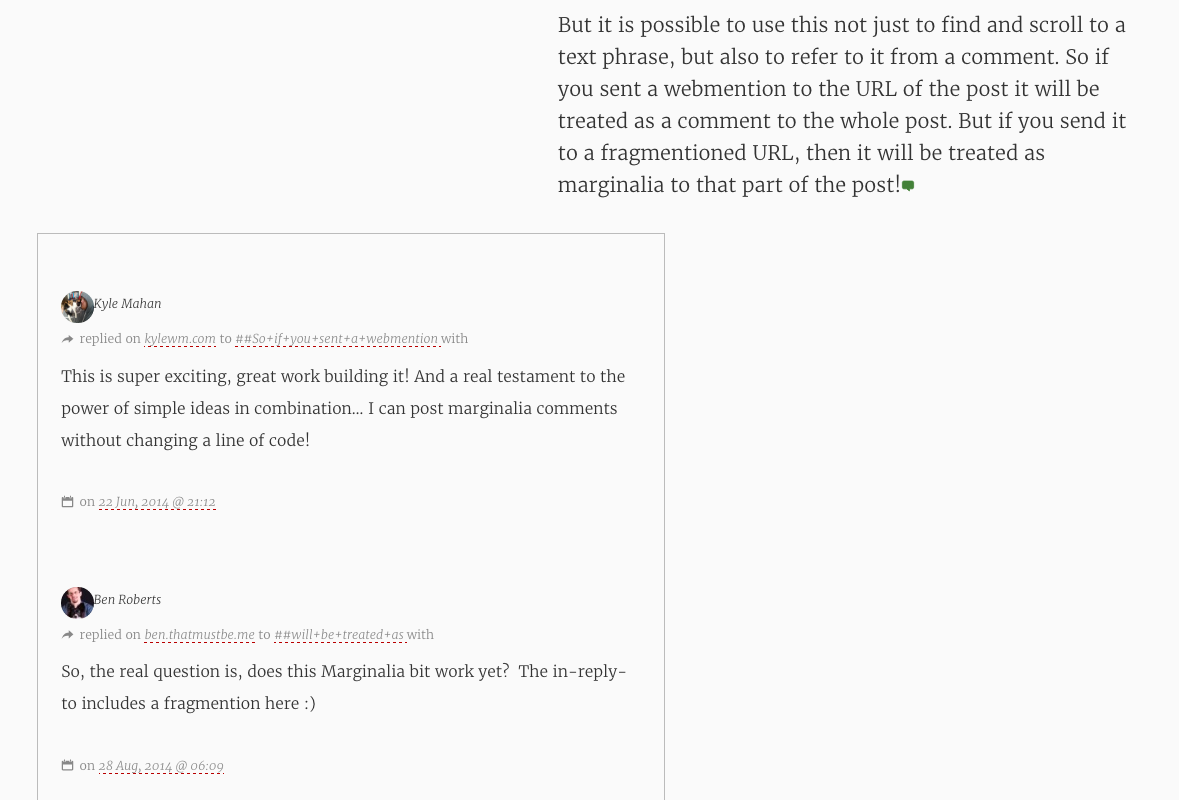 But it is possible to use this not just to find and scroll to a
text phrase, but also to refer to it from a comment. So if
you sent a webmention to the URL of the post it will be
treated as a comment to the whole post. But if you send it
to a fragmentioned URL, then it will be treated as
marginalia to that part of the post!
Kyle Mahan
replied on kylewm.com to ##So+if+you+sent+a+webmention with
This is super exciting, great work building it! And a real testament to the
power of simple ideas in combination... I can post marginalia comments
without changing a line of code!
on 22 Jun, 2014 @ 21:12
Ben Roberts
replied on ben.thatmustbe.me to ##will+be+treated+as with
So, the real question is, does this Marginalia bit work yet?  The in-reply-
to includes a fragmention here :)
on 28 Aug, 2014 @ 06:09